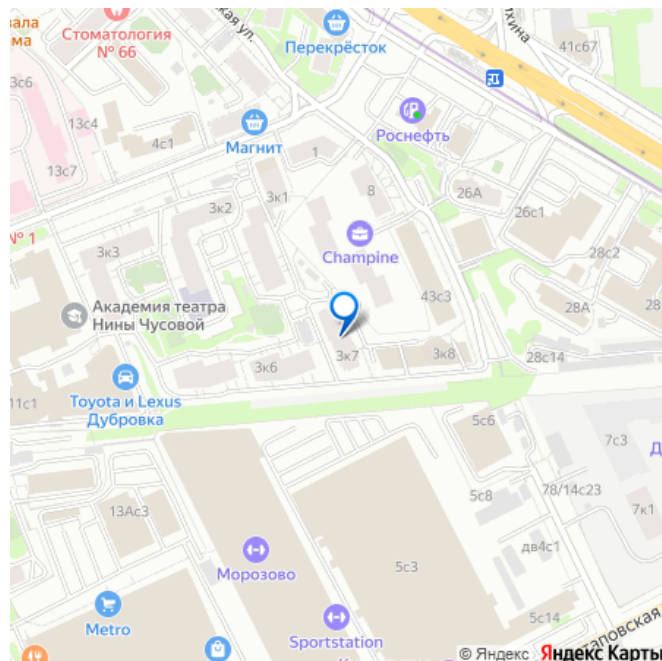 Стоматология
№ 66
ская ул.
Перекрёсток
41с67
3с6
13с4
4с1
13с7
Магнит
1
Роснефть
8
26А
3к1
3к2
26с1
№ 1
3к3
Champine
28с2
Академия театра
Нины Чусовой
43с3
28А
3к7
3к8
3к6
28с14
Toyota и Lexus
Дубровка
11с1
5с6
7с3
Д
78/14с23
5с8
7к1
13Ас3
дв4с1
5с3
Морозово
Metro
Sportstation
5с14
© Яндекс
Яндекс Карты